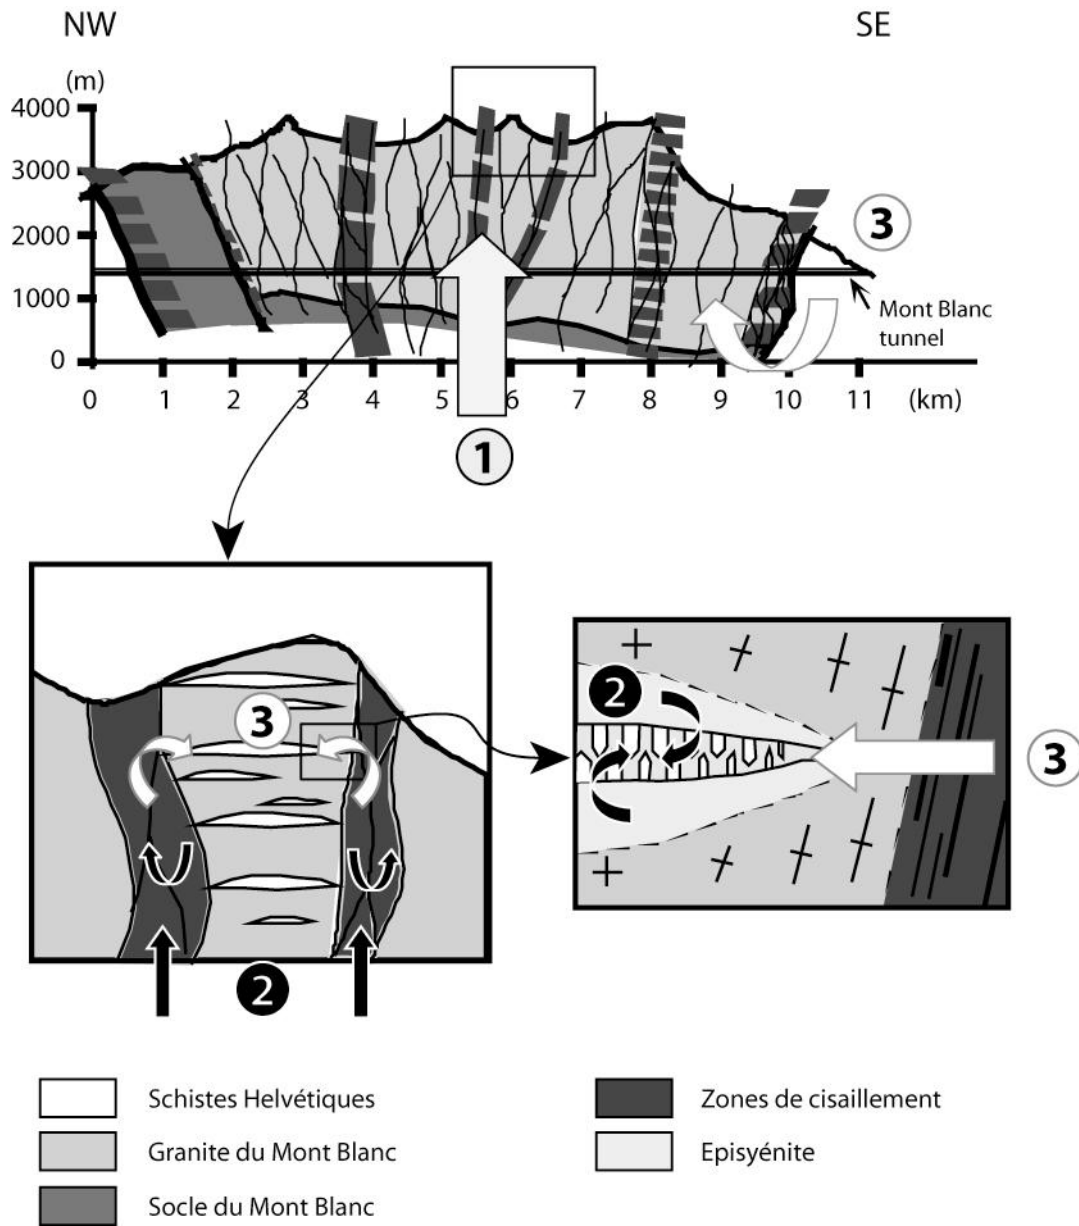 NW
SE
(m)
4000
3000
2000
1000
0
3
Mont Blanc
tunnel
0 1 2 3 4 5 6 7 8 9 10 11 (km)
1
3
2
2
3
Schistes Helvétiques
Zones de cisaillement
Granite du Mont Blanc
Episyénite
Socle du Mont Blanc